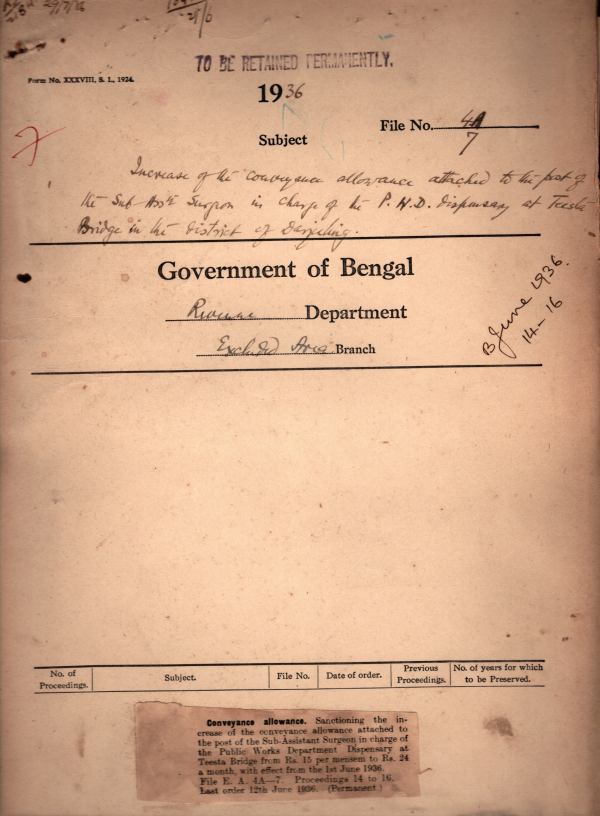 TO BE RETAINED PERMANENTLY.
Form No. XXXVIII, S. I., 1934.
1936
File No. 4A
7
Subject
Increase of the conveyance allowance attached to the post of
the Sub Asst Surgeon in charge of the P. W. D. dispensary at Teesta
Bridge in the district of Darjiling.
Government of Bengal
Revenue Department
Excluded Area Branch
B June 1936.
14-16
No. of Proceedings. Subject. File No. Date of order. Previous Proceedings. No. of years for which to be Preserved.
Conveyance allowance. Sanctioning the in-
crease of the conveyance allowance attached to
the post of the Sub-Assistant Surgeon in charge of
the Public Works Department Dispensary at
Teesta Bridge from Rs. 15 per mensem to Rs. 24
a month, with effect from the 1st June 1936.
File E. A. 4A—7. Proceedings 14 to 16.
Last order 12th June 1936. (Permanent.)